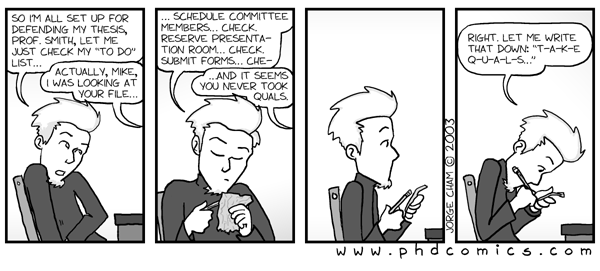 SO I'M ALL SET UP FOR
DEFENDING MY THESIS,
PROF. SMITH, LET ME
JUST CHECK MY "TO DO"
LIST...
ACTUALLY, MIKE,
I WAS LOOKING AT
YOUR FILE...
... SCHEDULE COMMITTEE
MEMBERS... CHECK.
RESERVE PRESENTA-
TION ROOM... CHECK.
SUBMIT FORMS... CHE-
...AND IT SEEMS
YOU NEVER TOOK
QUALS.
JORGE CHAM © 2003
RIGHT. LET ME WRITE
THAT DOWN: "T-A-K-E
Q-U-A-L-S..."
www.phdcomics.com